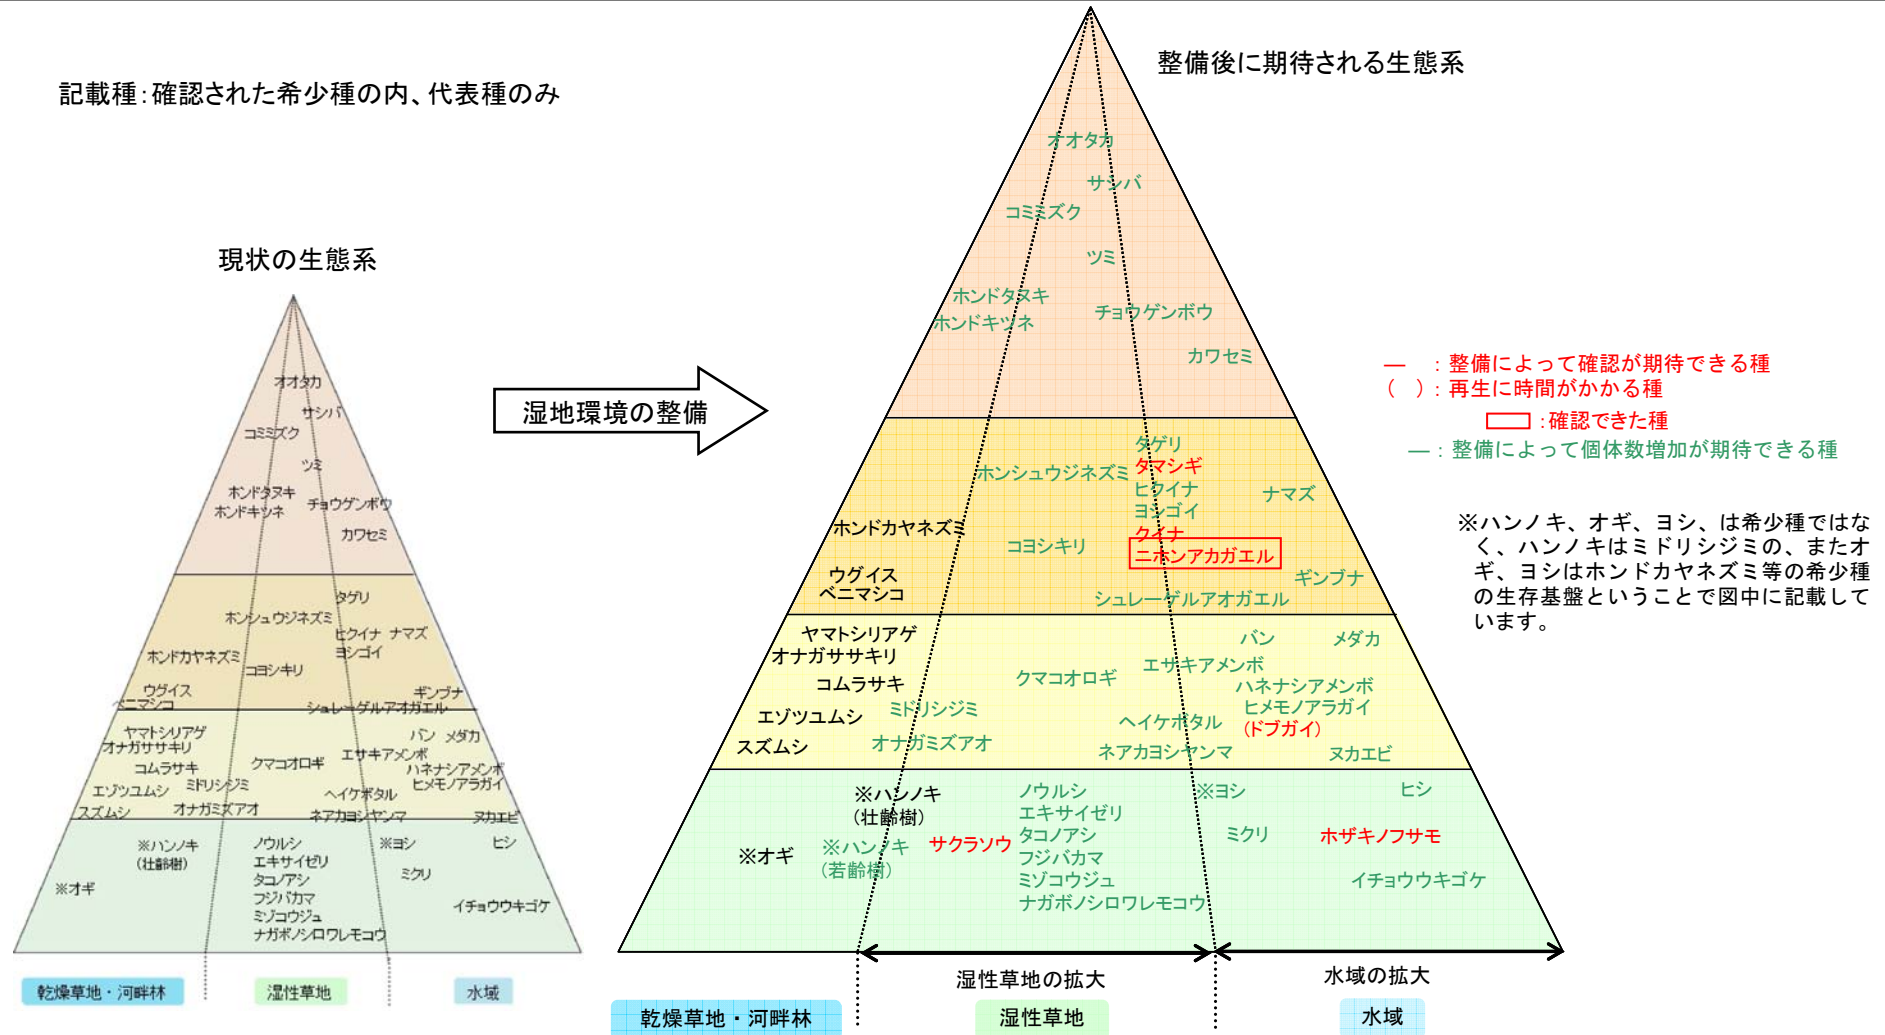 記載種：確認された希少種の内、代表種のみ
現状の生態系
オオタカ
サシバ
コミミズク
ツミ
ホンドタヌキ
ホンドキツネ
チョウゲンボウ
カワセミ
タゲリ
ホンシュウジネズミ
ヒクイナ ナマズ
ヨシゴイ
ホンドカヤネズミ
コヨシキリ
ウグイス
ベニマシコ
ギンブナ
シュレーゲルアオガエル
ヤマトシリアゲ
オナガササキリ
コムラサキ
エゾツユムシ
スズムシ
ミドリシジミ
オナガミズアオ
クマコオロギ
バン メダカ
エサキアメンボ
ハネナシアメンボ
ヒメモノアラガイ
ヘイケボタル
ネアカヨシヤンマ
ヌカエビ
※ハンノキ
(壮齢樹)
※オギ
ノウルシ
エキサイゼリ
タコノアシ
フジバカマ
ミゾコウジュ
ナガボノシロワレモコウ
※ヨシ
ミクリ
ヒシ
イチョウウキゴケ
乾燥草地・河畔林
湿性草地
水域
湿地環境の整備
整備後に期待される生態系
オオタカ
サシバ
コミミズク
ツミ
ホンドタヌキ
ホンドキツネ
チョウゲンボウ
カワセミ
タゲリ
ホンシュウジネズミ
タマシギ
ヒクイナ
ヨシゴイ
クイナ
ニホンアカガエル
ナマズ
ホンドカヤネズミ
コヨシキリ
ウグイス
ベニマシコ
ギンブナ
シュレーゲルアオガエル
ヤマトシリアゲ
オナガササキリ
コムラサキ
エゾツユムシ
スズムシ
ミドリシジミ
オナガミズアオ
クマコオロギ
バン
メダカ
エサキアメンボ
ハネナシアメンボ
ヒメモノアラガイ
(ドブガイ)
ヘイケボタル
ネアカヨシヤンマ
ヌカエビ
※ハンノキ
(壮齢樹)
※オギ
※ハンノキ
(若齢樹)
サクラソウ
ノウルシ
エキサイゼリ
タコノアシ
フジバカマ
ミゾコウジュ
ナガボノシロワレモコウ
※ヨシ
ミクリ
ヒシ
ホザキノフサモ
イチョウウキゴケ
湿性草地の拡大
水域の拡大
乾燥草地・河畔林
湿性草地
水域
― ：整備によって確認が期待できる種
（ ）：再生に時間がかかる種
：確認できた種
―：整備によって個体数増加が期待できる種
※ハンノキ、オギ、ヨシ、は希少種ではな
く、ハンノキはミドリシジミの、またオ
ギ、ヨシはホンドカヤネズミ等の希少種
の生存基盤ということで図中に記載して
います。